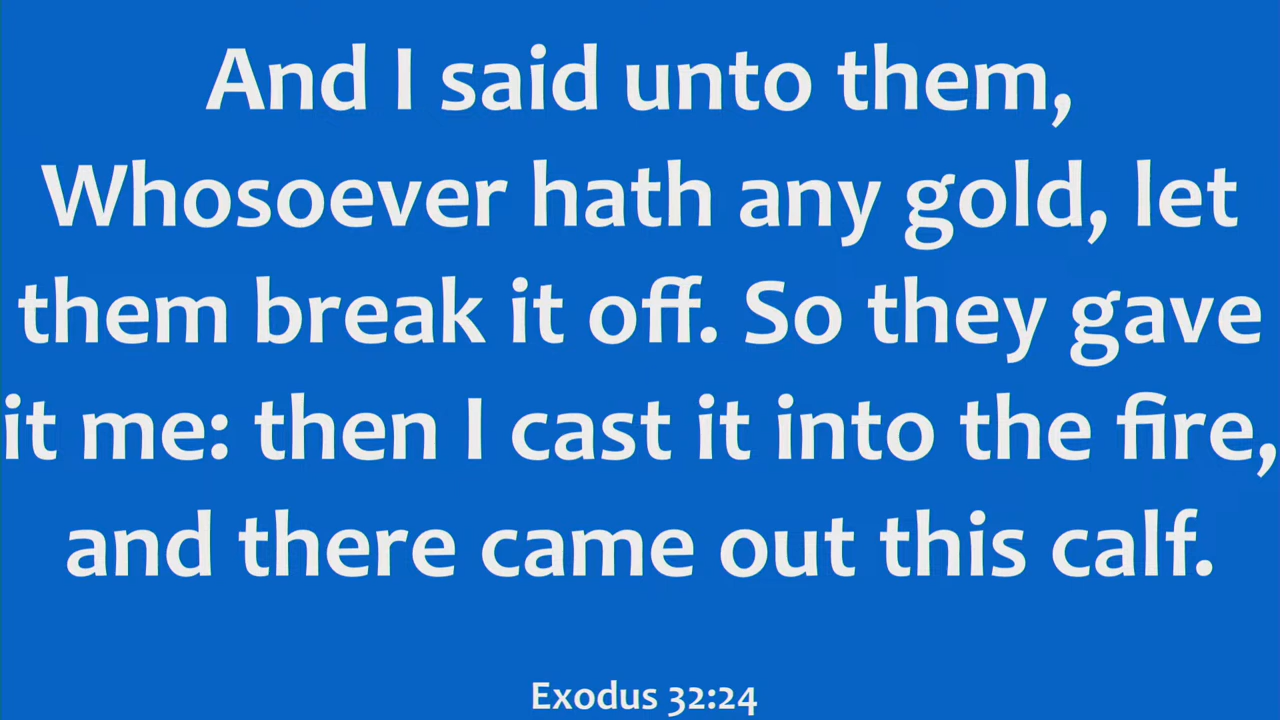 And I said unto them,
Whosoever hath any gold, let
them break it off. So they gave
it me: then I cast it into the fire,
and there came out this calf.
Exodus 32:24